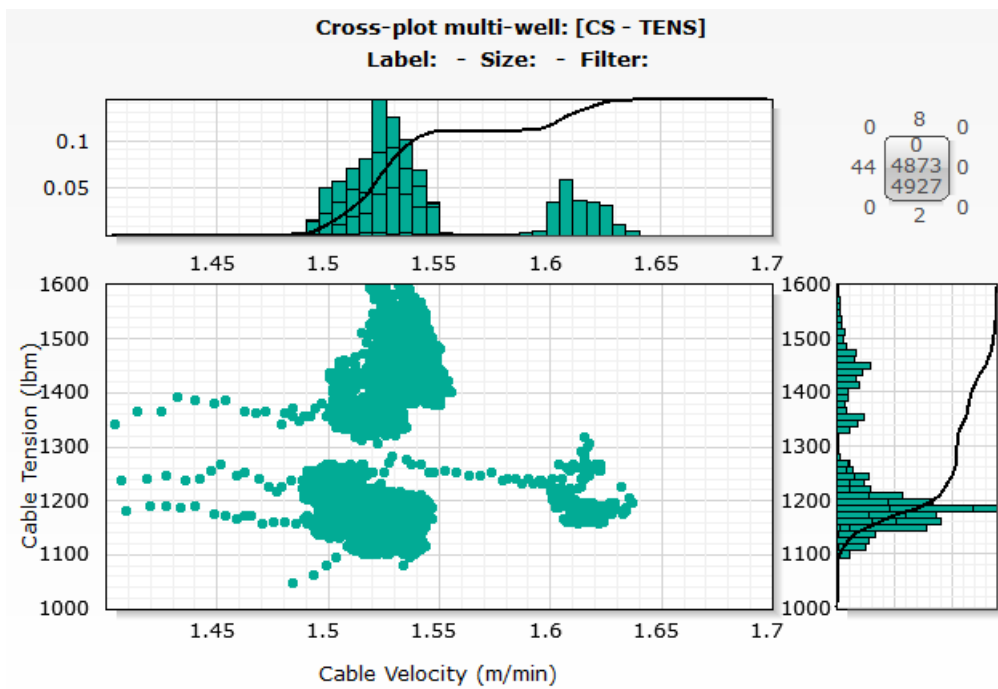 Cross-plot multi-well: [CS - TENS]
Label:  - Size:  - Filter:
0.1
0.05
1.45 1.5 1.55 1.6 1.65 1.7
0 8 0
0
44 4873 0
4927
0 2 0
Cable Tension (lbm)
1600
1500
1400
1300
1200
1100
1000
1.45 1.5 1.55 1.6 1.65 1.7
Cable Velocity (m/min)
1600
1500
1400
1300
1200
1100
1000